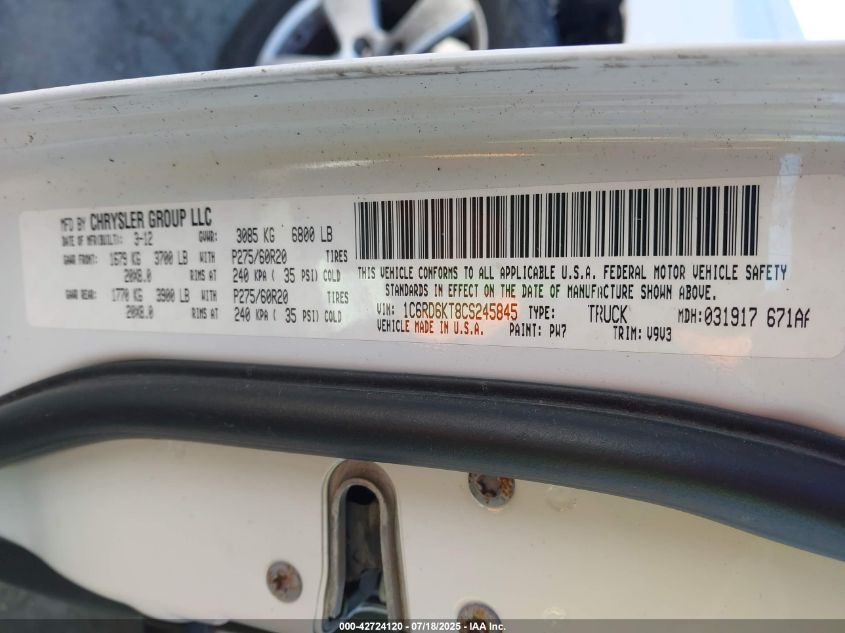 MFD BY CHRYSLER GROUP LLC
DATE OF MFR(BUILT): 3-12 GVWR: 3085 KG 6800 LB
GAWR FRONT: 1679 KG 3700 LB WITH P275/60R20 TIRES
20X8.0 RIMS AT 240 KPA ( 35 PSI) COLD
GAWR REAR: 1770 KG 3900 LB WITH P275/60R20 TIRES
20X8.0 RIMS AT 240 KPA ( 35 PSI) COLD
THIS VEHICLE CONFORMS TO ALL APPLICABLE U.S.A. FEDERAL MOTOR VEHICLE SAFETY
STANDARDS IN EFFECT ON THE DATE OF MANUFACTURE SHOWN ABOVE.
VIN: 1C6RD6KT8CS245845 TYPE: TRUCK MDH: 031917 671AF
VEHICLE MADE IN U.S.A. PAINT: PW7 TRIM: V9V3
000-42724120 - 07/18/2025 - IAA Inc.